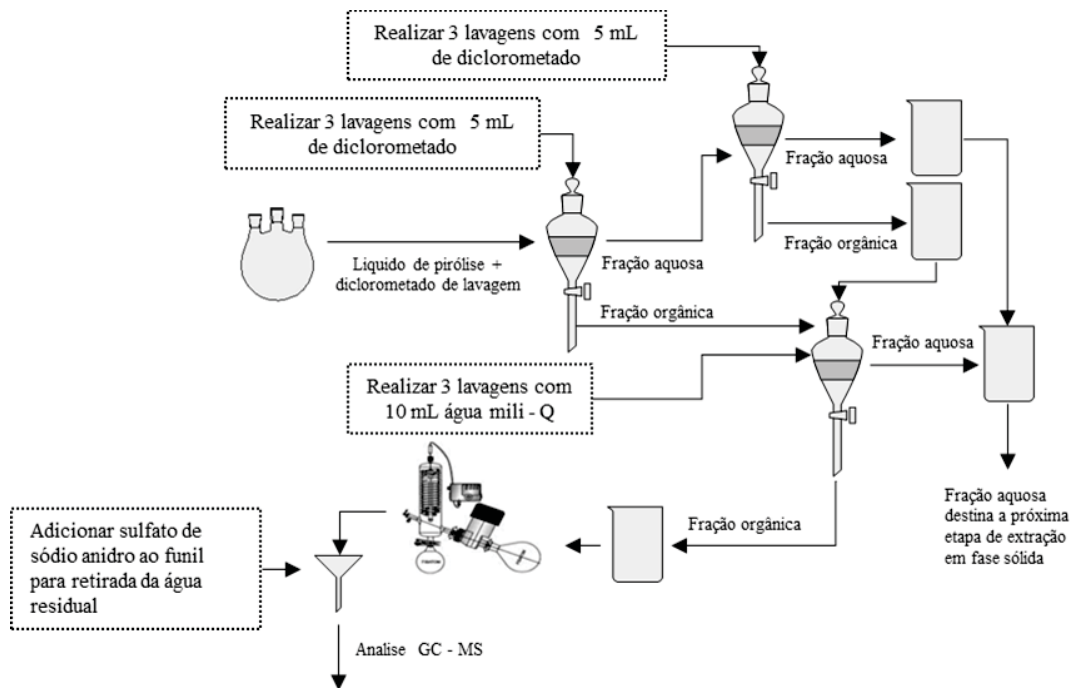 Realizar 3 lavagens com 5 mL
de diclorometado
Realizar 3 lavagens com 5 mL
de diclorometado
Fração aquosa
Fração orgânica
Liquido de pirólise +
diclorometado de lavagem
Fração aquosa
Fração orgânica
Fração aquosa
Realizar 3 lavagens com
10 mL água mili - Q
Fração aquosa
destina a próxima
etapa de extração
em fase sólida
Fração orgânica
Adicionar sulfato de
sódio anidro ao funil
para retirada da água
residual
Analise GC - MS